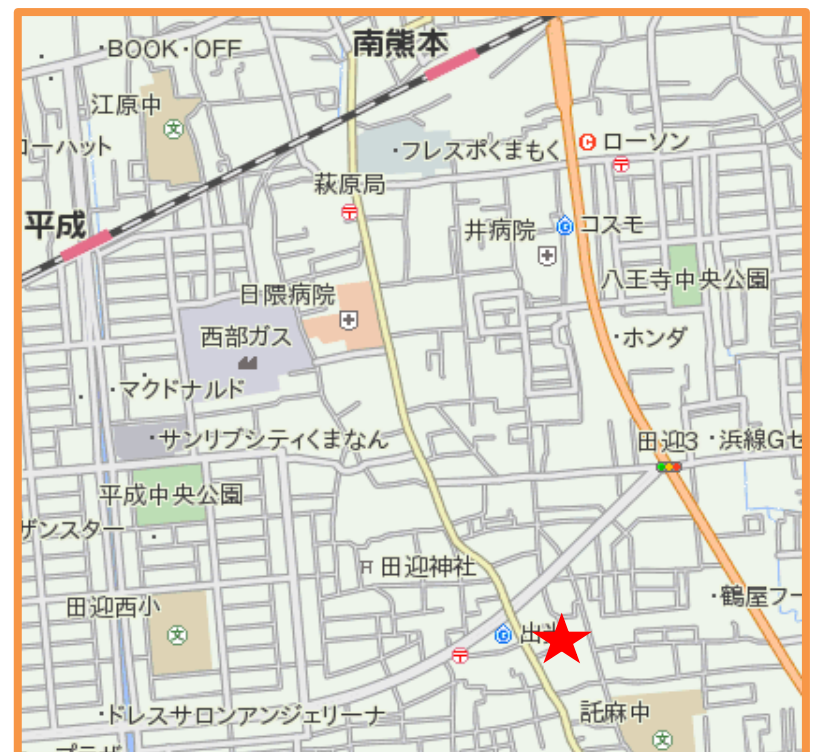 南熊本
BOOK・OFF
江原中
ローハット
フレスポくまもく
ローソン
萩原局
平成
井病院
コスモ
日隈病院
八王寺中央公園
西部ガス
ホンダ
マクドナルド
サンリブシティくまなん
田迎3
浜線Gセ
平成中央公園
ザンスター
田迎神社
田迎西小
鶴屋フー
出光
託麻中
ドレスサロンアンジェリーナ